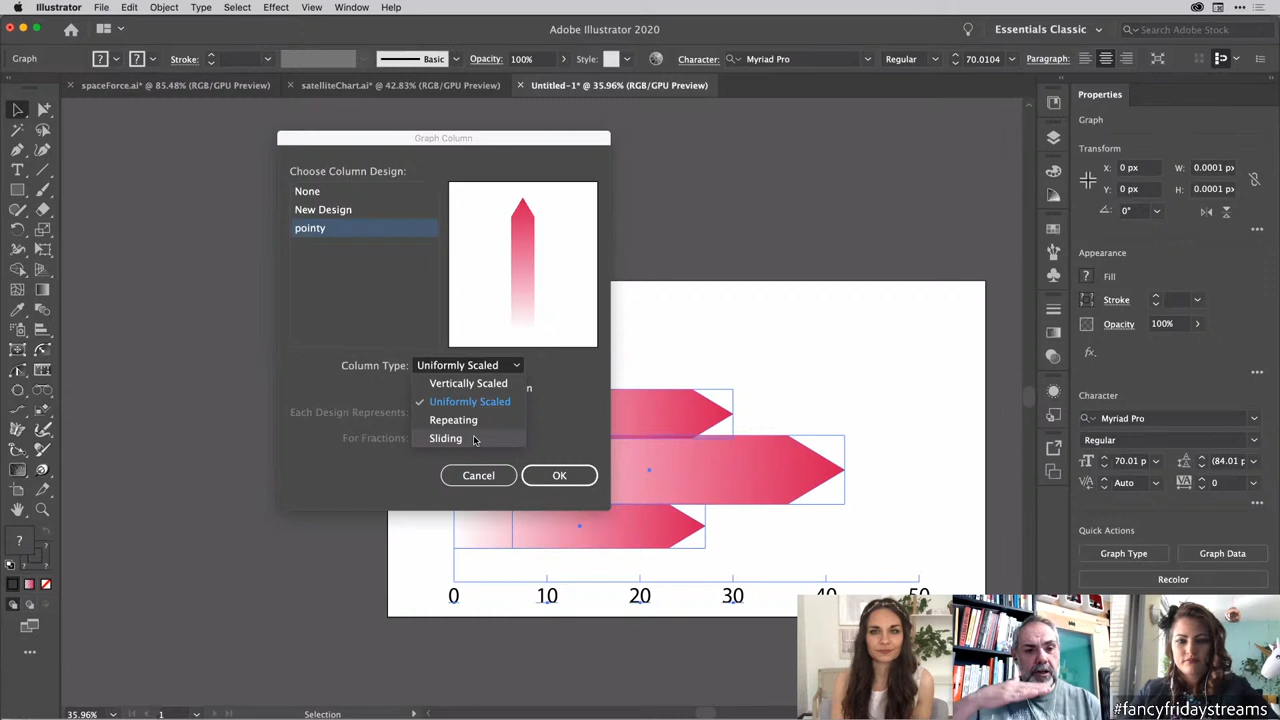 Illustrator File Edit Object Type Select Effect View Window Help
Adobe Illustrator 2020
Essentials Classic
Search Adobe Stock
Graph
Stroke:
Basic
Opacity: 100%
Style:
Character: Myriad Pro
Regular
70.0104
Paragraph:
spaceForce.ai* @ 85.48% (RGB/GPU Preview)
satelliteChart.ai* @ 42.83% (RGB/GPU Preview)
Untitled-1* @ 35.96% (RGB/GPU Preview)
Graph Column
Choose Column Design:
None
New Design
pointy
Column Type: Uniformly Scaled
Vertically Scaled
Uniformly Scaled
Each Design Represents:
Repeating
For Fractions:
Sliding
Cancel OK
0 10 20 30 40 50
Properties
Graph
Transform
X: 0 px W: 0.0001 px
Y: 0 px H: 0.0001 px
0°
Appearance
? Fill
Stroke
Opacity 100%
fx.
Character
Myriad Pro
Regular
70.01 p (84.01 p
Auto 0
Quick Actions
Graph Type Graph Data
Recolor
35.96% 1 Selection
#fancyfridaystreams